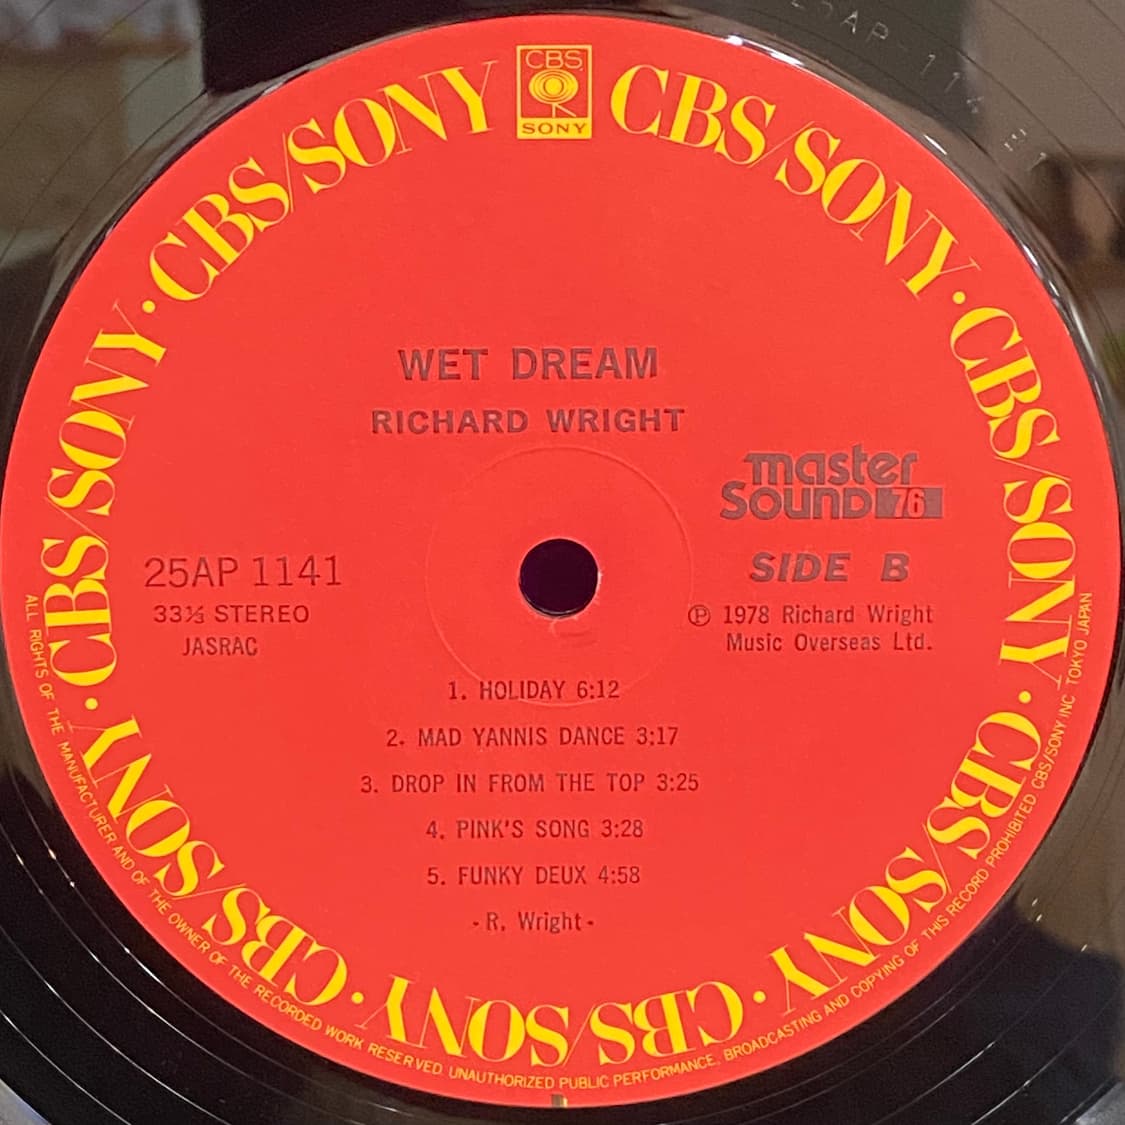 CBS
SONY
CBS/SONY · CBS/SONY · CBS/SONY · CBS/SONY · CBS/SONY · CBS/SONY · CBS/SONY · CBS/SONY
WET DREAM
RICHARD WRIGHT
master
Sound 76
SIDE B
25AP 1141
33⅓ STEREO
JASRAC
℗ 1978 Richard Wright
Music Overseas Ltd.
1. HOLIDAY 6:12
2. MAD YANNIS DANCE 3:17
3. DROP IN FROM THE TOP 3:25
4. PINK'S SONG 3:28
5. FUNKY DEUX 4:58
- R. Wright -
ALL RIGHTS OF THE MANUFACTURER AND OF THE OWNER OF THE RECORDED WORK RESERVED. UNAUTHORIZED PUBLIC PERFORMANCE, BROADCASTING AND COPYING OF THIS RECORD PROHIBITED CBS/SONY INC TOKYO JAPAN